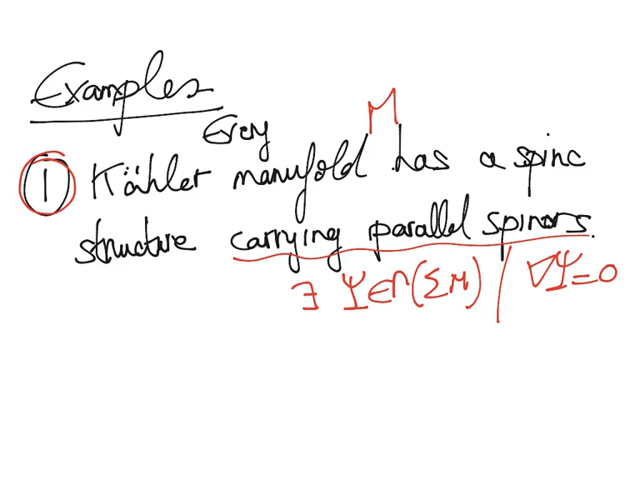 Examples
① Every Kähler manifold M has a spinc
structure carrying parallel spinors.
∃ Ψ∈Γ(ΣM) / ∇Ψ=0